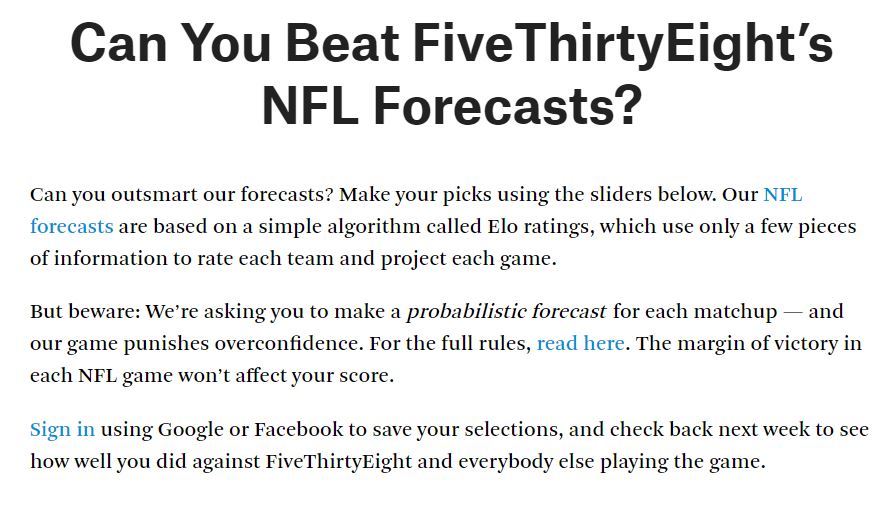 Can You Beat FiveThirtyEight’s
NFL Forecasts?
Can you outsmart our forecasts? Make your picks using the sliders below. Our NFL
forecasts are based on a simple algorithm called Elo ratings, which use only a few pieces
of information to rate each team and project each game.
But beware: We’re asking you to make a probabilistic forecast for each matchup — and
our game punishes overconfidence. For the full rules, read here. The margin of victory in
each NFL game won’t affect your score.
Sign in using Google or Facebook to save your selections, and check back next week to see
how well you did against FiveThirtyEight and everybody else playing the game.